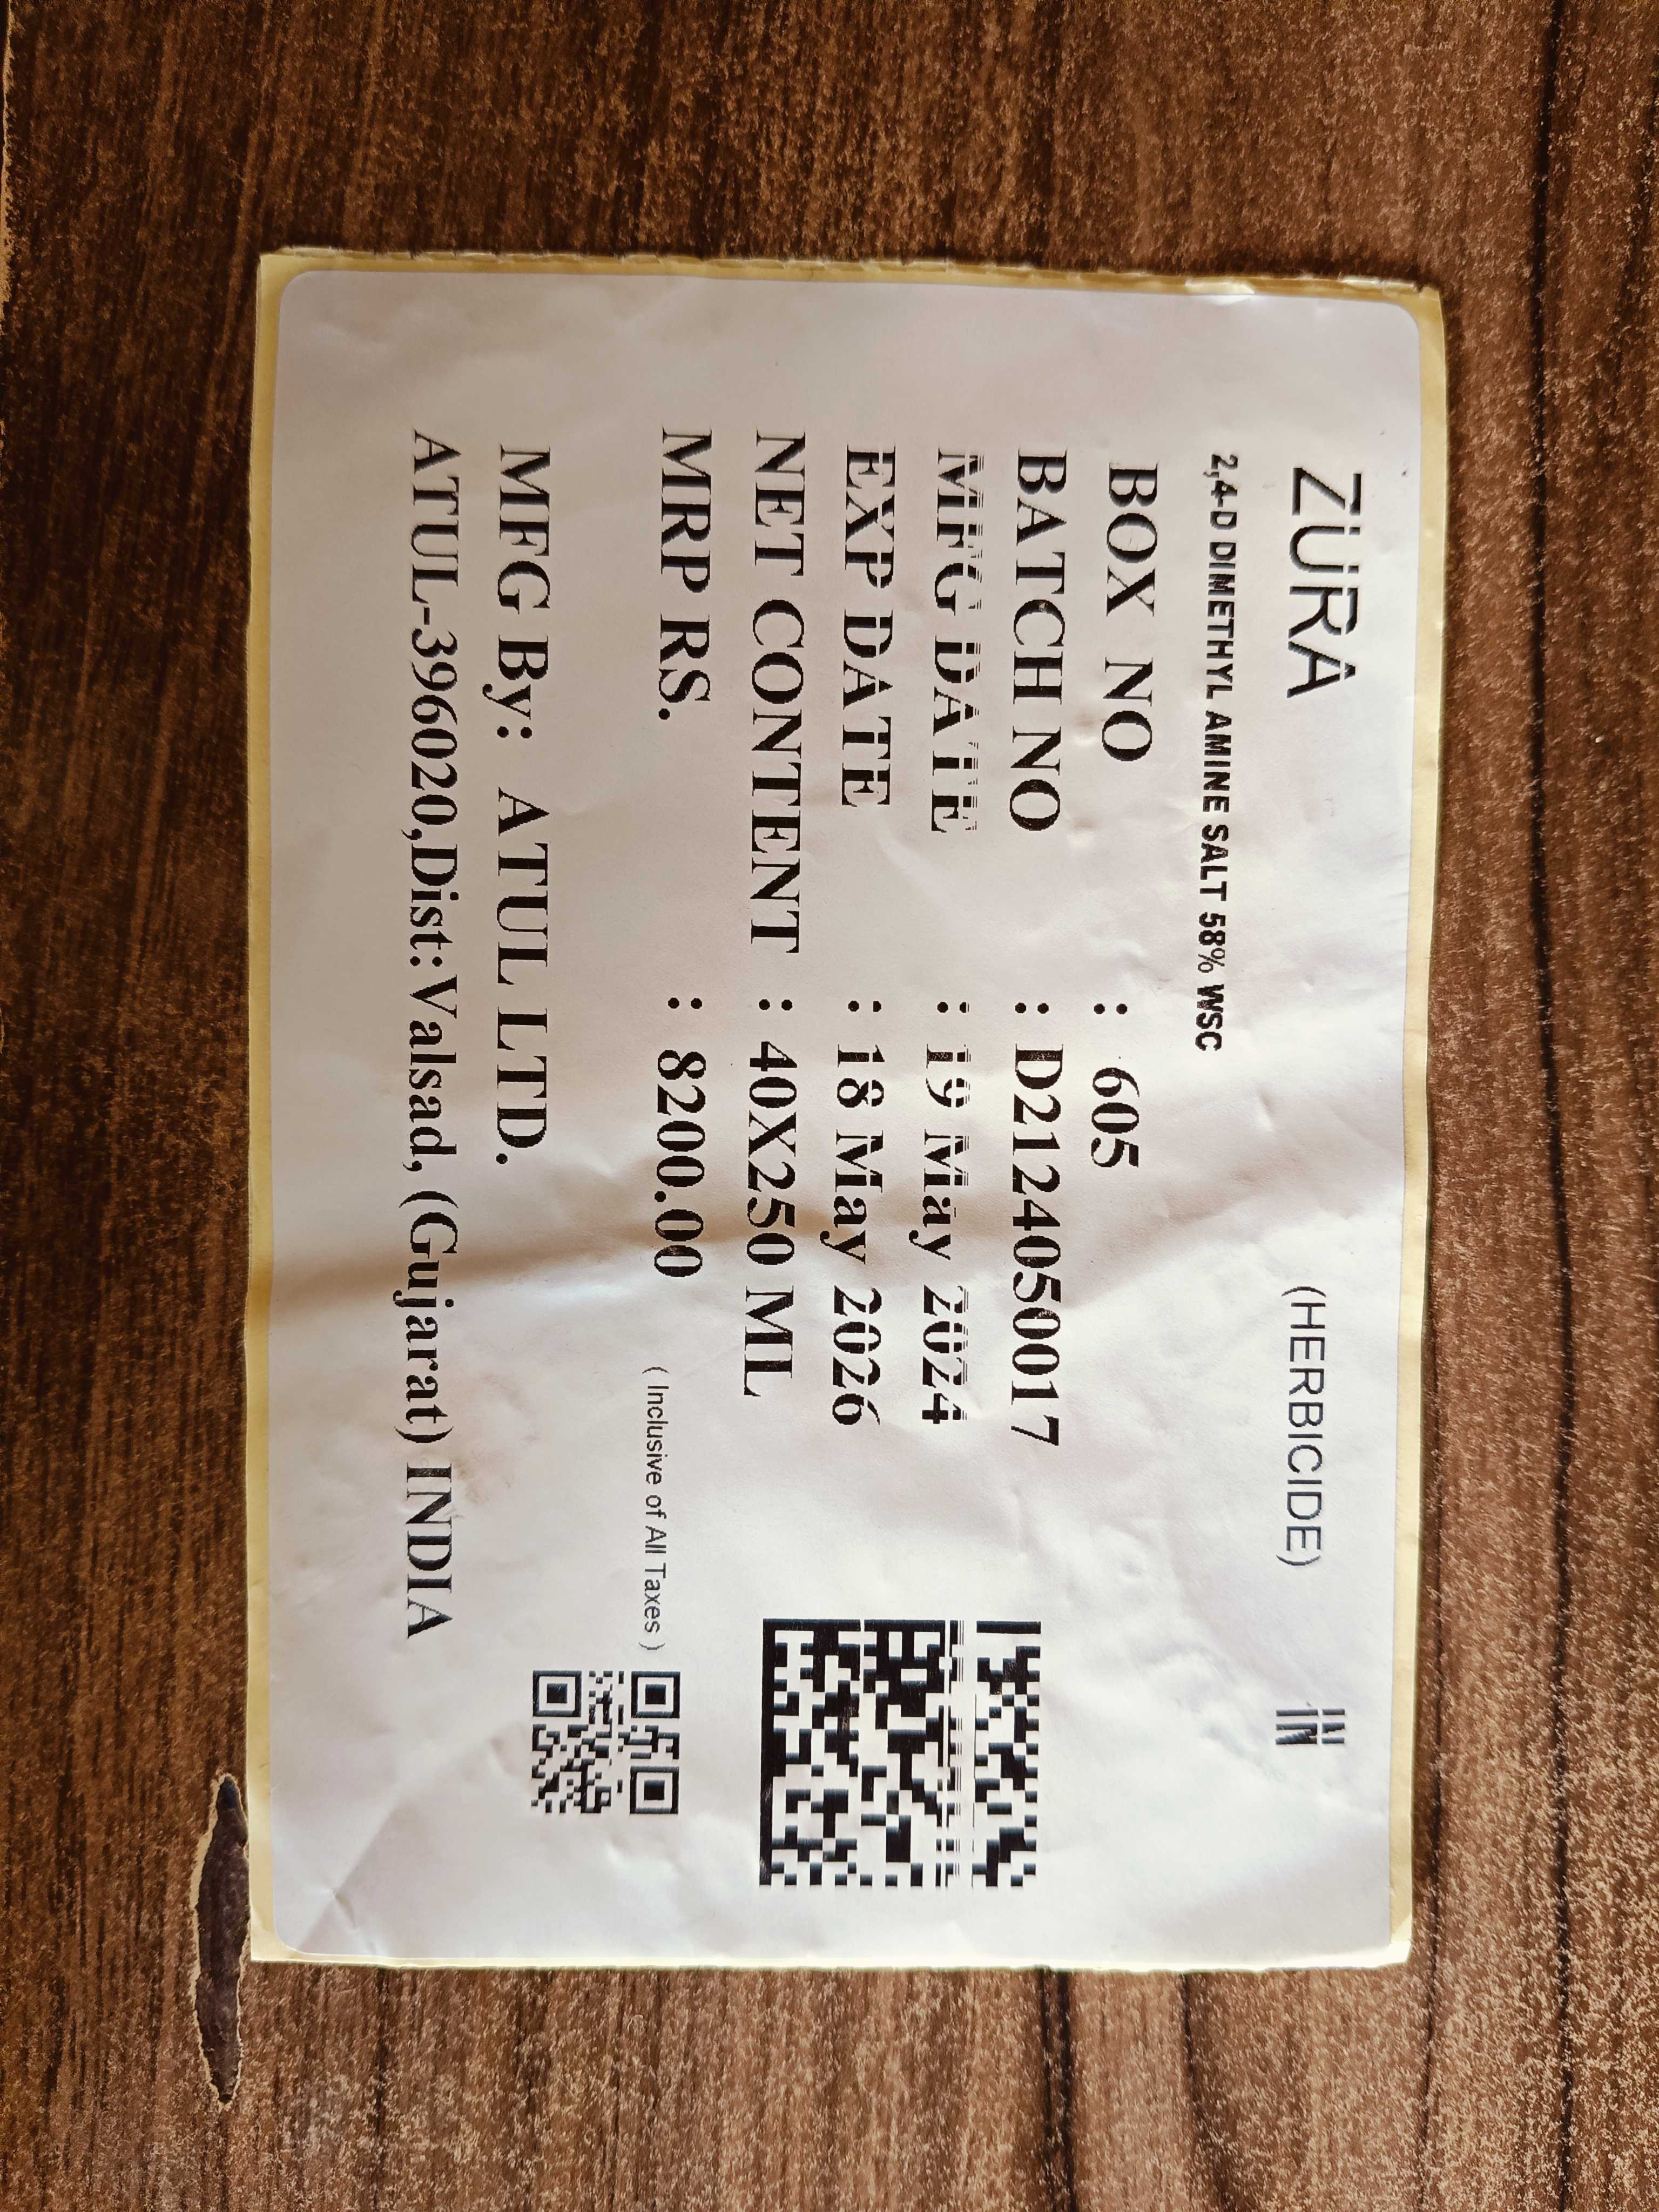 ZURA (HERBICIDE) IN
2,4-D DIMETHYL AMINE SALT 58% WSC
BOX NO : 605
BATCH NO : D2124050017
MFG DATE : 19 May 2024
EXP DATE : 18 May 2026
NET CONTENT : 40X250 ML
MRP RS. : 8200.00 ( Inclusive of All Taxes )
MFG By: ATUL LTD.
ATUL-396020,Dist:Valsad, (Gujarat) INDIA